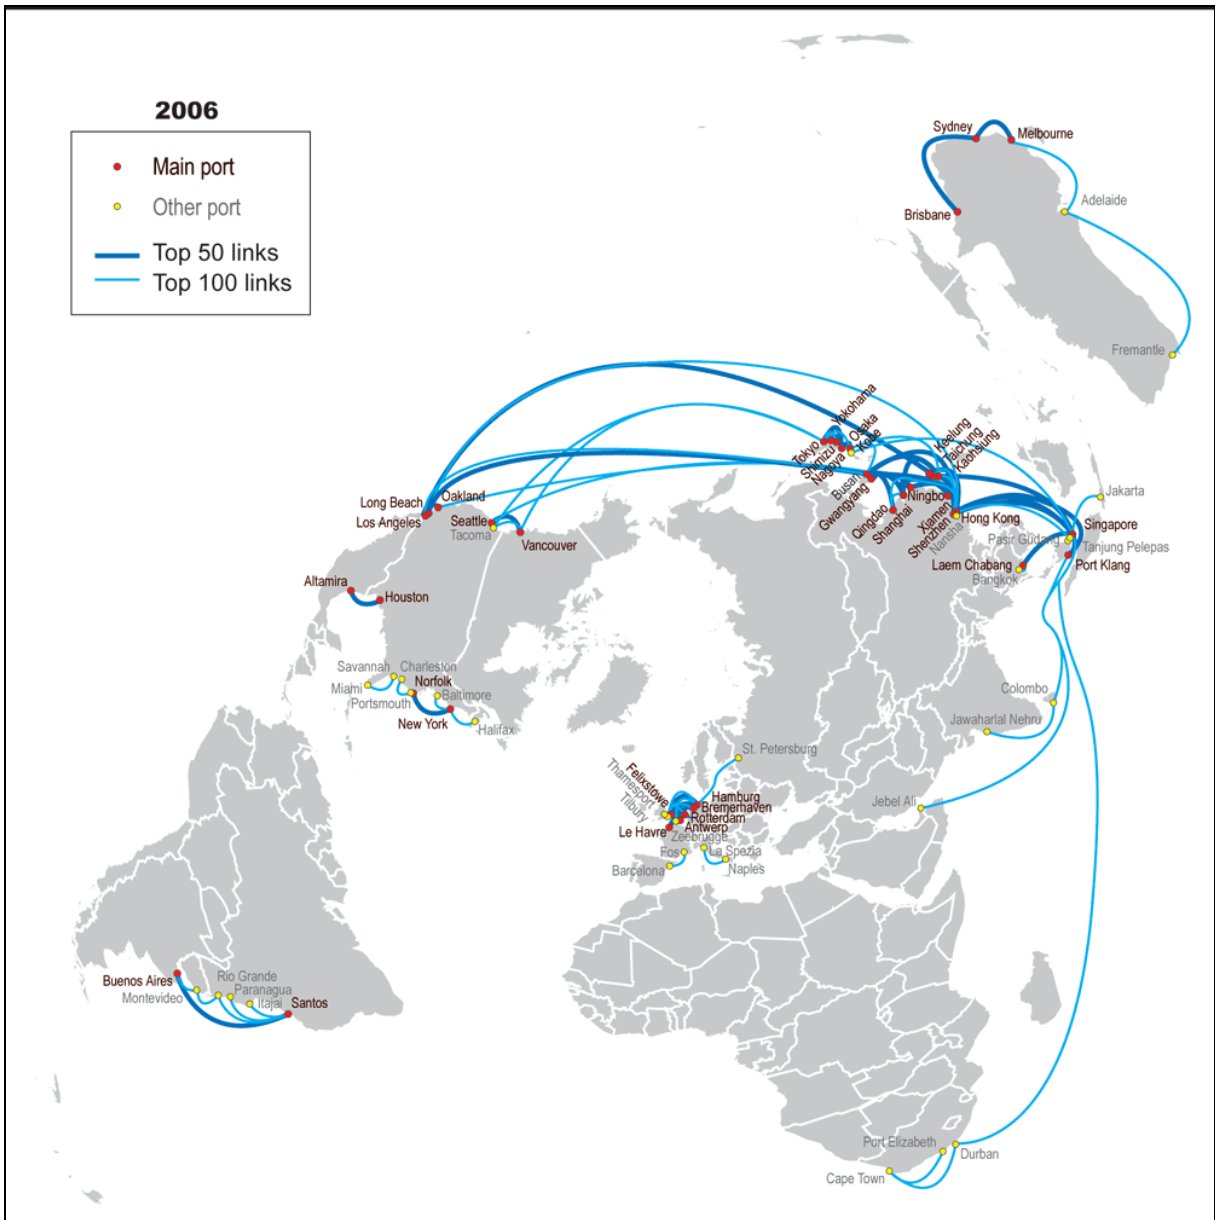 2006
Main port
Other port
Top 50 links
Top 100 links
Sydney
Melbourne
Brisbane
Adelaide
Fremantle
Yokohama
Tokyo
Shimizu
Nagoya
Osaka
Kobe
Keelung
Taichung
Kaohsiung
Busan
Gwangyang
Qingdao
Shanghai
Ningbo
Xiamen
Shenzhen
Nansha
Hong Kong
Jakarta
Singapore
Pasir Gudang
Tanjung Pelepas
Port Klang
Laem Chabang
Bangkok
Long Beach
Oakland
Los Angeles
Seattle
Tacoma
Vancouver
Altamira
Houston
Savannah
Charleston
Miami
Norfolk
Portsmouth
Baltimore
New York
Halifax
Colombo
Jawaharlal Nehru
Jebel Ali
St. Petersburg
Felixstowe
Thamesport
Tilbury
Hamburg
Bremerhaven
Rotterdam
Le Havre
Antwerp
Zeebrugge
Fos
La Spezia
Barcelona
Naples
Buenos Aires
Rio Grande
Montevideo
Paranagua
Itajai
Santos
Port Elizabeth
Durban
Cape Town